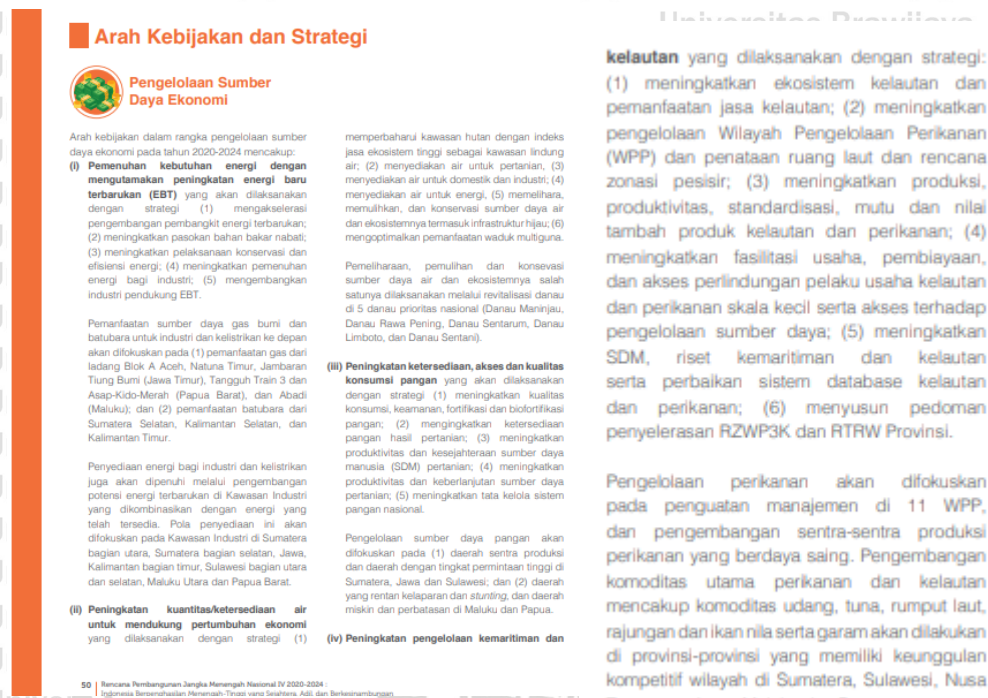 Universitas Brawijaya
Arah Kebijakan dan Strategi
Pengelolaan Sumber
Daya Ekonomi
Arah kebijakan dalam rangka pengelolaan sumber
daya ekonomi pada tahun 2020-2024 mencakup:
(i) Pemenuhan kebutuhan energi dengan
mengutamakan peningkatan energi baru
terbarukan (EBT) yang akan dilaksanakan
dengan strategi (1) mengakselerasi
pengembangan pembangkit energi terbarukan;
(2) meningkatkan pasokan bahan bakar nabati;
(3) meningkatkan pelaksanaan konservasi dan
efisiensi energi; (4) meningkatkan pemenuhan
energi bagi industri; (5) mengembangkan
industri pendukung EBT.
Pemanfaatan sumber daya gas bumi dan
batubara untuk industri dan kelistrikan ke depan
akan difokuskan pada (1) pemanfaatan gas dari
ladang Blok A Aceh, Natuna Timur, Jambaran
Tiung Bumi (Jawa Timur), Tangguh Train 3 dan
Asap-Kido-Merah (Papua Barat), dan Abadi
(Maluku); dan (2) pemanfaatan batubara dari
Sumatera Selatan, Kalimantan Selatan, dan
Kalimantan Timur.
Penyediaan energi bagi industri dan kelistrikan
juga akan dipenuhi melalui pengembangan
potensi energi terbarukan di Kawasan Industri
yang dikombinasikan dengan energi yang
telah tersedia. Pola penyediaan ini akan
difokuskan pada Kawasan Industri di Sumatera
bagian utara, Sumatera bagian selatan, Jawa,
Kalimantan bagian timur, Sulawesi bagian utara
dan selatan, Maluku Utara dan Papua Barat.
(ii) Peningkatan kuantitas/ketersediaan air
untuk mendukung pertumbuhan ekonomi
yang dilaksanakan dengan strategi (1)
memperbaharui kawasan hutan dengan indeks
jasa ekosistem tinggi sebagai kawasan lindung
air; (2) menyediakan air untuk pertanian, (3)
menyediakan air untuk domestik dan industri; (4)
menyediakan air untuk energi, (5) memelihara,
memulihkan, dan konservasi sumber daya air
dan ekosistemnya termasuk infrastruktur hijau; (6)
mengoptimalkan pemanfaatan waduk multiguna.
Pemeliharaan, pemulihan dan konsevasi
sumber daya air dan ekosistemnya salah
satunya dilaksanakan melalui revitalisasi danau
di 5 danau prioritas nasional (Danau Maninjau,
Danau Rawa Pening, Danau Sentarum, Danau
Limboto, dan Danau Sentani).
(iii) Peningkatan ketersediaan, akses dan kualitas
konsumsi pangan yang akan dilaksanakan
dengan strategi (1) meningkatkan kualitas
konsumsi, keamanan, fortifikasi dan biofortifikasi
pangan; (2) mengingkatkan ketersediaan
pangan hasil pertanian; (3) meningkatkan
produktivitas dan kesejahteraan sumber daya
manusia (SDM) pertanian; (4) meningkatkan
produktivitas dan keberlanjutan sumber daya
pertanian; (5) meningkatkan tata kelola sistem
pangan nasional.
Pengelolaan sumber daya pangan akan
difokuskan pada (1) daerah sentra produksi
dan daerah dengan tingkat permintaan tinggi di
Sumatera, Jawa dan Sulawesi; dan (2) daerah
yang rentan kelaparan dan stunting, dan daerah
miskin dan perbatasan di Maluku dan Papua.
(iv) Peningkatan pengelolaan kemaritiman dan
kelautan yang dilaksanakan dengan strategi:
(1) meningkatkan ekosistem kelautan dan
pemanfaatan jasa kelautan; (2) meningkatkan
pengelolaan Wilayah Pengelolaan Perikanan
(WPP) dan penataan ruang laut dan rencana
zonasi pesisir; (3) meningkatkan produksi,
produktivitas, standardisasi, mutu dan nilai
tambah produk kelautan dan perikanan; (4)
meningkatkan fasilitasi usaha, pembiayaan,
dan akses perlindungan pelaku usaha kelautan
dan perikanan skala kecil serta akses terhadap
pengelolaan sumber daya; (5) meningkatkan
SDM, riset kemaritiman dan kelautan
serta perbaikan sistem database kelautan
dan perikanan; (6) menyusun pedoman
penyelerasan RZWP3K dan RTRW Provinsi.
Pengelolaan perikanan akan difokuskan
pada penguatan manajemen di 11 WPP,
dan pengembangan sentra-sentra produksi
perikanan yang berdaya saing. Pengembangan
komoditas utama perikanan dan kelautan
mencakup komoditas udang, tuna, rumput laut,
rajungan dan ikan nila serta garam akan dilakukan
di provinsi-provinsi yang memiliki keunggulan
kompetitif wilayah di Sumatera, Sulawesi, Nusa
50 Rencana Pembangunan Jangka Menengah Nasional IV 2020-2024 :
Indonesia Berpenghasilan Menengah-Tinggi yang Sejahtera, Adil, dan Berkesinambungan